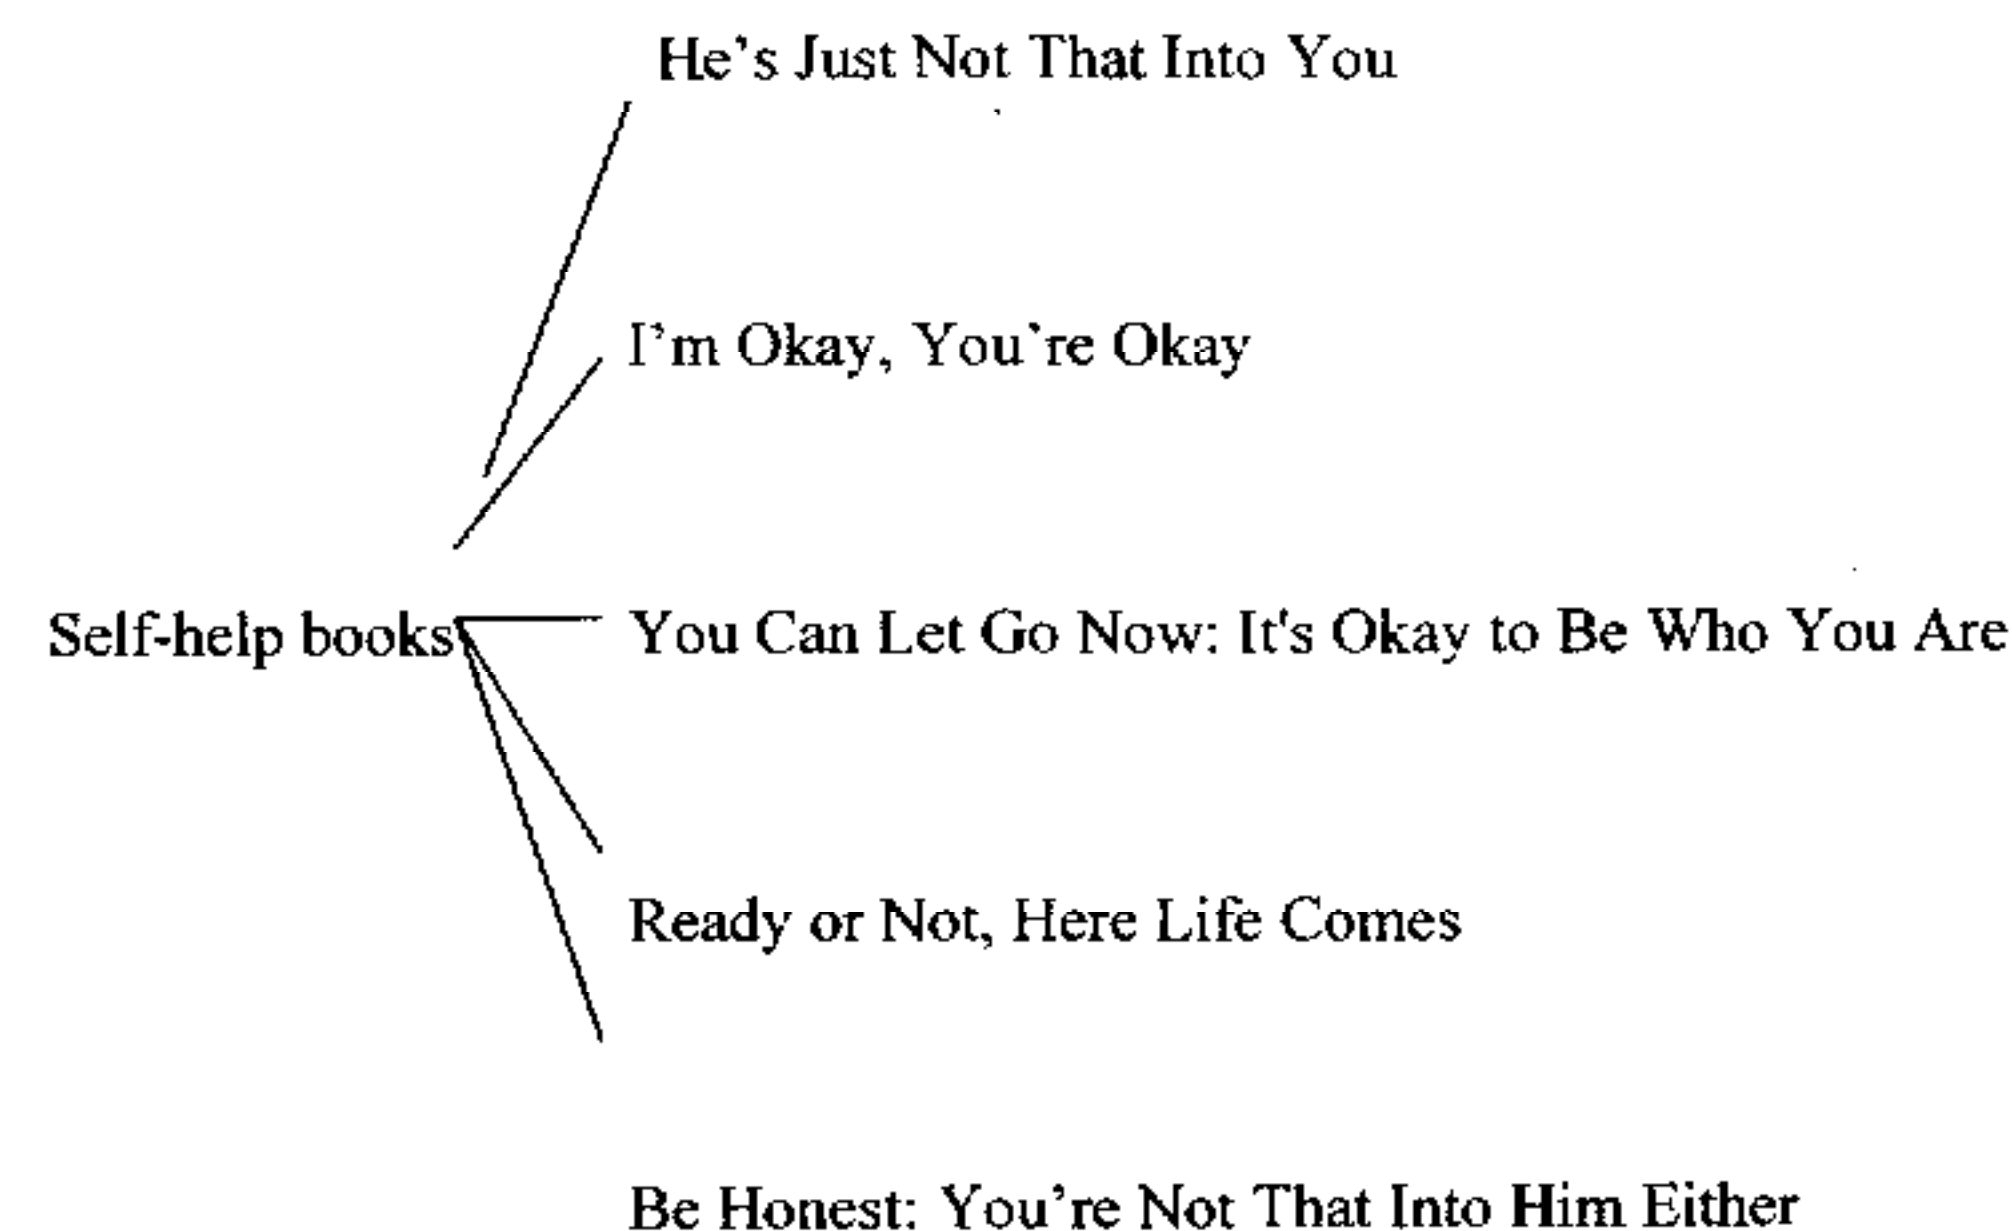 He's Just Not That Into You
I'm Okay, You're Okay
Self-help books
You Can Let Go Now: It's Okay to Be Who You Are
Ready or Not, Here Life Comes
Be Honest: You're Not That Into Him Either